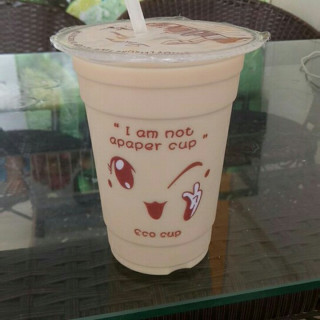 " I am not
apaper cup "
Eco cup